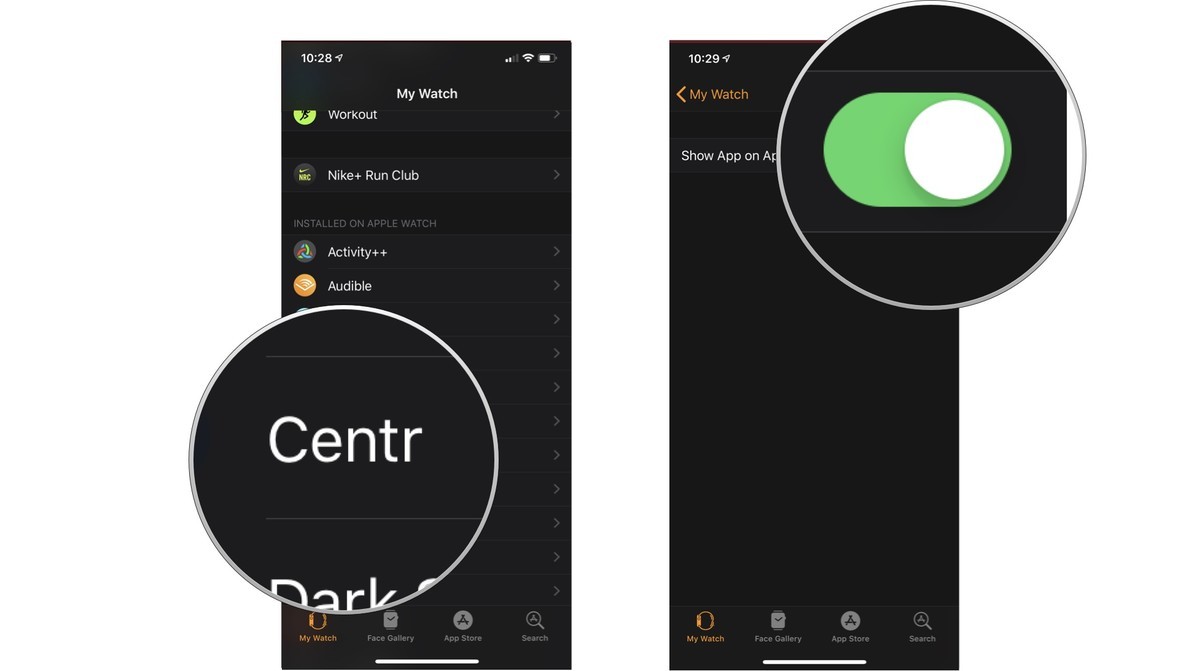 10:28
My Watch
Workout
NRC
Nike+ Run Club
INSTALLED ON APPLE WATCH
Activity++
Audible
Centr
Dark
My Watch
Face Gallery
App Store
Search
10:29
My Watch
Show App on Ap
My Watch
Face Gallery
App Store
Search